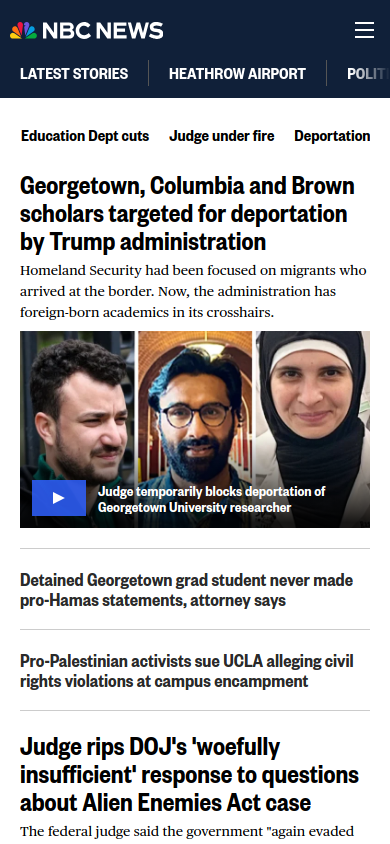 NBC NEWS
LATEST STORIES
HEATHROW AIRPORT
Education Dept cuts
Judge under fire
Deportation
Georgetown, Columbia and Brown
scholars targeted for deportation
by Trump administration
Homeland Security had been focused on migrants who
arrived at the border. Now, the administration has
foreign-born academics in its crosshairs.
Judge temporarily blocks deportation of
Georgetown University researcher
Detained Georgetown grad student never made
pro-Hamas statements, attorney says
Pro-Palestinian activists sue UCLA alleging civil
rights violations at campus encampment
Judge rips DOJ's 'woefully
insufficient' response to questions
about Alien Enemies Act case
The federal judge said the government "again evaded